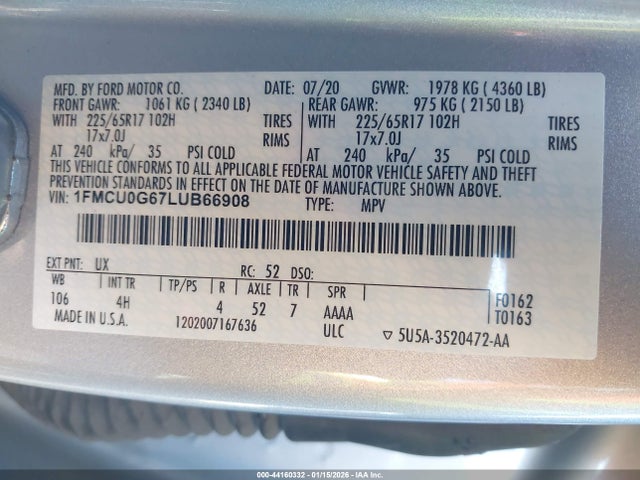 MFD. BY FORD MOTOR CO. DATE: 07/20 GVWR: 1978 KG (4360 LB)
FRONT GAWR: 1061 KG (2340 LB) REAR GAWR: 975 KG (2150 LB)
WITH 225/65R17 102H TIRES WITH 225/65R17 102H TIRES
17x7.0J RIMS 17x7.0J RIMS
AT 240 kPa/ 35 PSI COLD AT 240 kPa/ 35 PSI COLD
THIS VEHICLE CONFORMS TO ALL APPLICABLE FEDERAL MOTOR VEHICLE SAFETY AND THEFT
PREVENTION STANDARDS IN EFFECT ON THE DATE OF MANUFACTURE SHOWN ABOVE.
VIN: 1FMCU0G67LUB66908 TYPE: MPV
EXT PNT: UX RC: 52 DSO:
WB INT TR TP/PS R AXLE TR SPR
106 4H 4 52 7 AAAA
F0162
T0163
MADE IN U.S.A. 1202007167636 ULC ▽ 5U5A-3520472-AA
000-44160332 - 01/15/2026 - IAAI.com